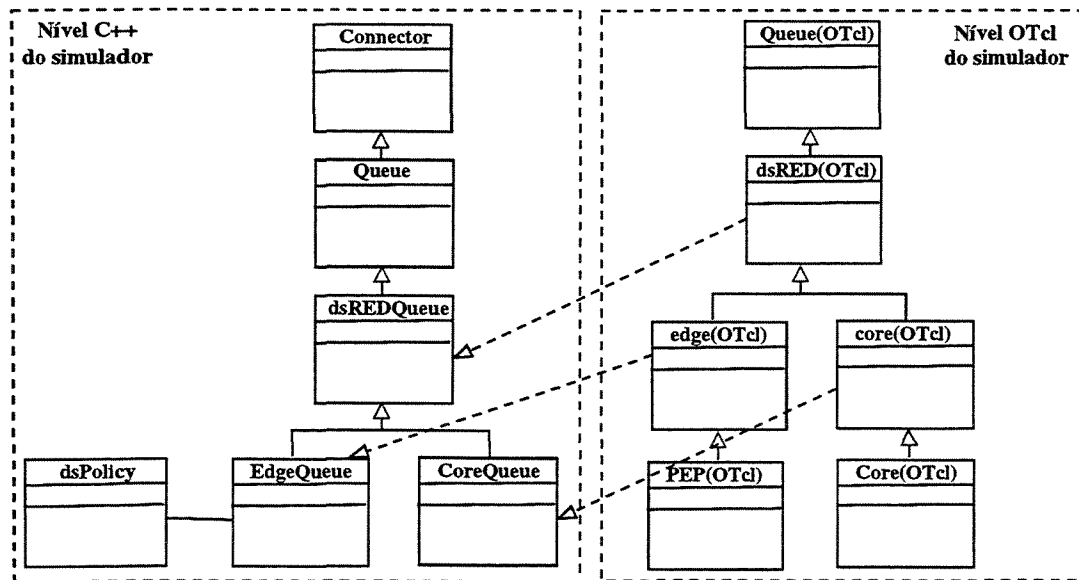 Nível C++
do simulador
Connector
Queue
dsREDQueue
dsPolicy
EdgeQueue
CoreQueue
Nível OTcl
do simulador
Queue(OTcl)
dsRED(OTcl)
edge(OTcl)
core(OTcl)
PEP(OTcl)
Core(OTcl)